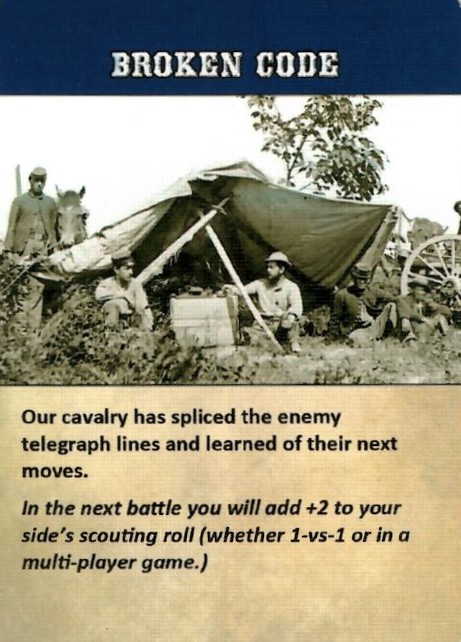 BROKEN CODE
Our cavalry has spliced the enemy
telegraph lines and learned of their next
moves.
In the next battle you will add +2 to your
side's scouting roll (whether 1-vs-1 or in a
multi-player game.)